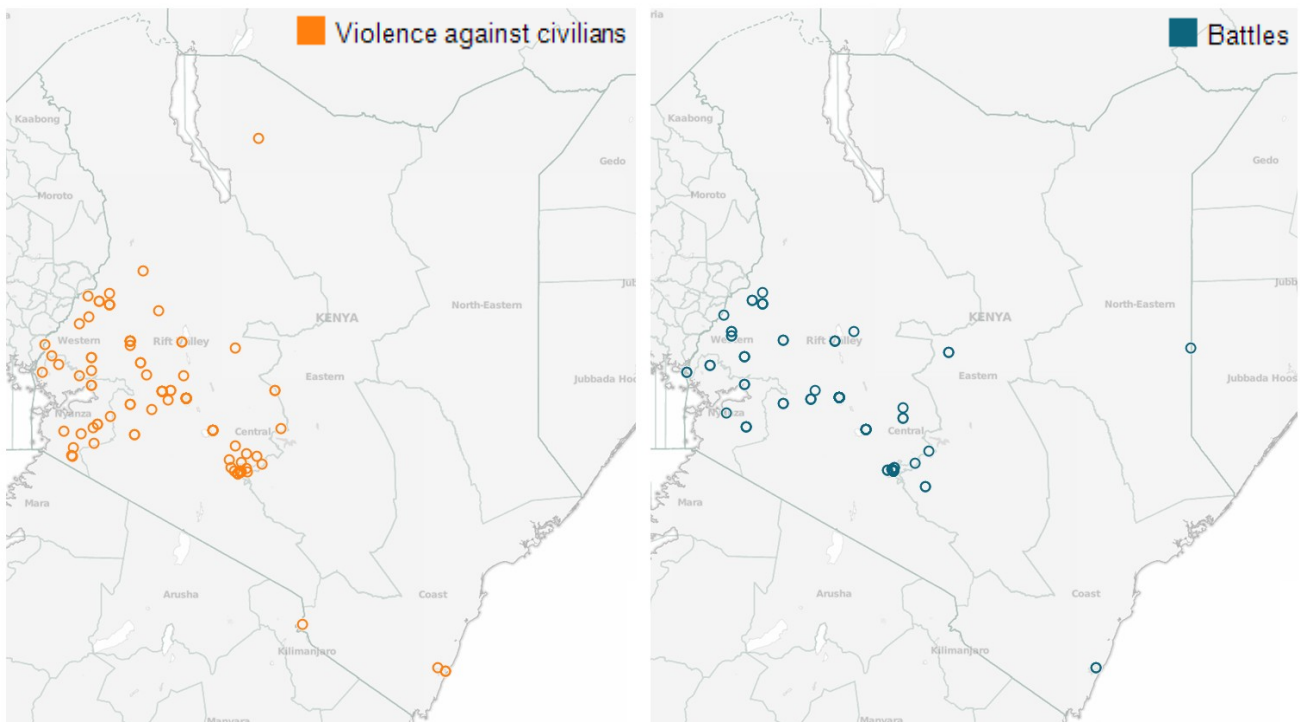 Violence against civilians
Kaabong
Gedo
Moroto
North-Eastern
KENYA
Western
Rift Valley
Jubbada Hoos
Eastern
Nyanza
Central
Mara
Arusha
Coast
Kilimanjaro
Manyara
Battles
Kaabong
Gedo
Moroto
North-Eastern
KENYA
Western
Rift Valley
Jubbada Hoos
Eastern
Nyanza
Central
Mara
Arusha
Coast
Kilimanjaro
Manyara